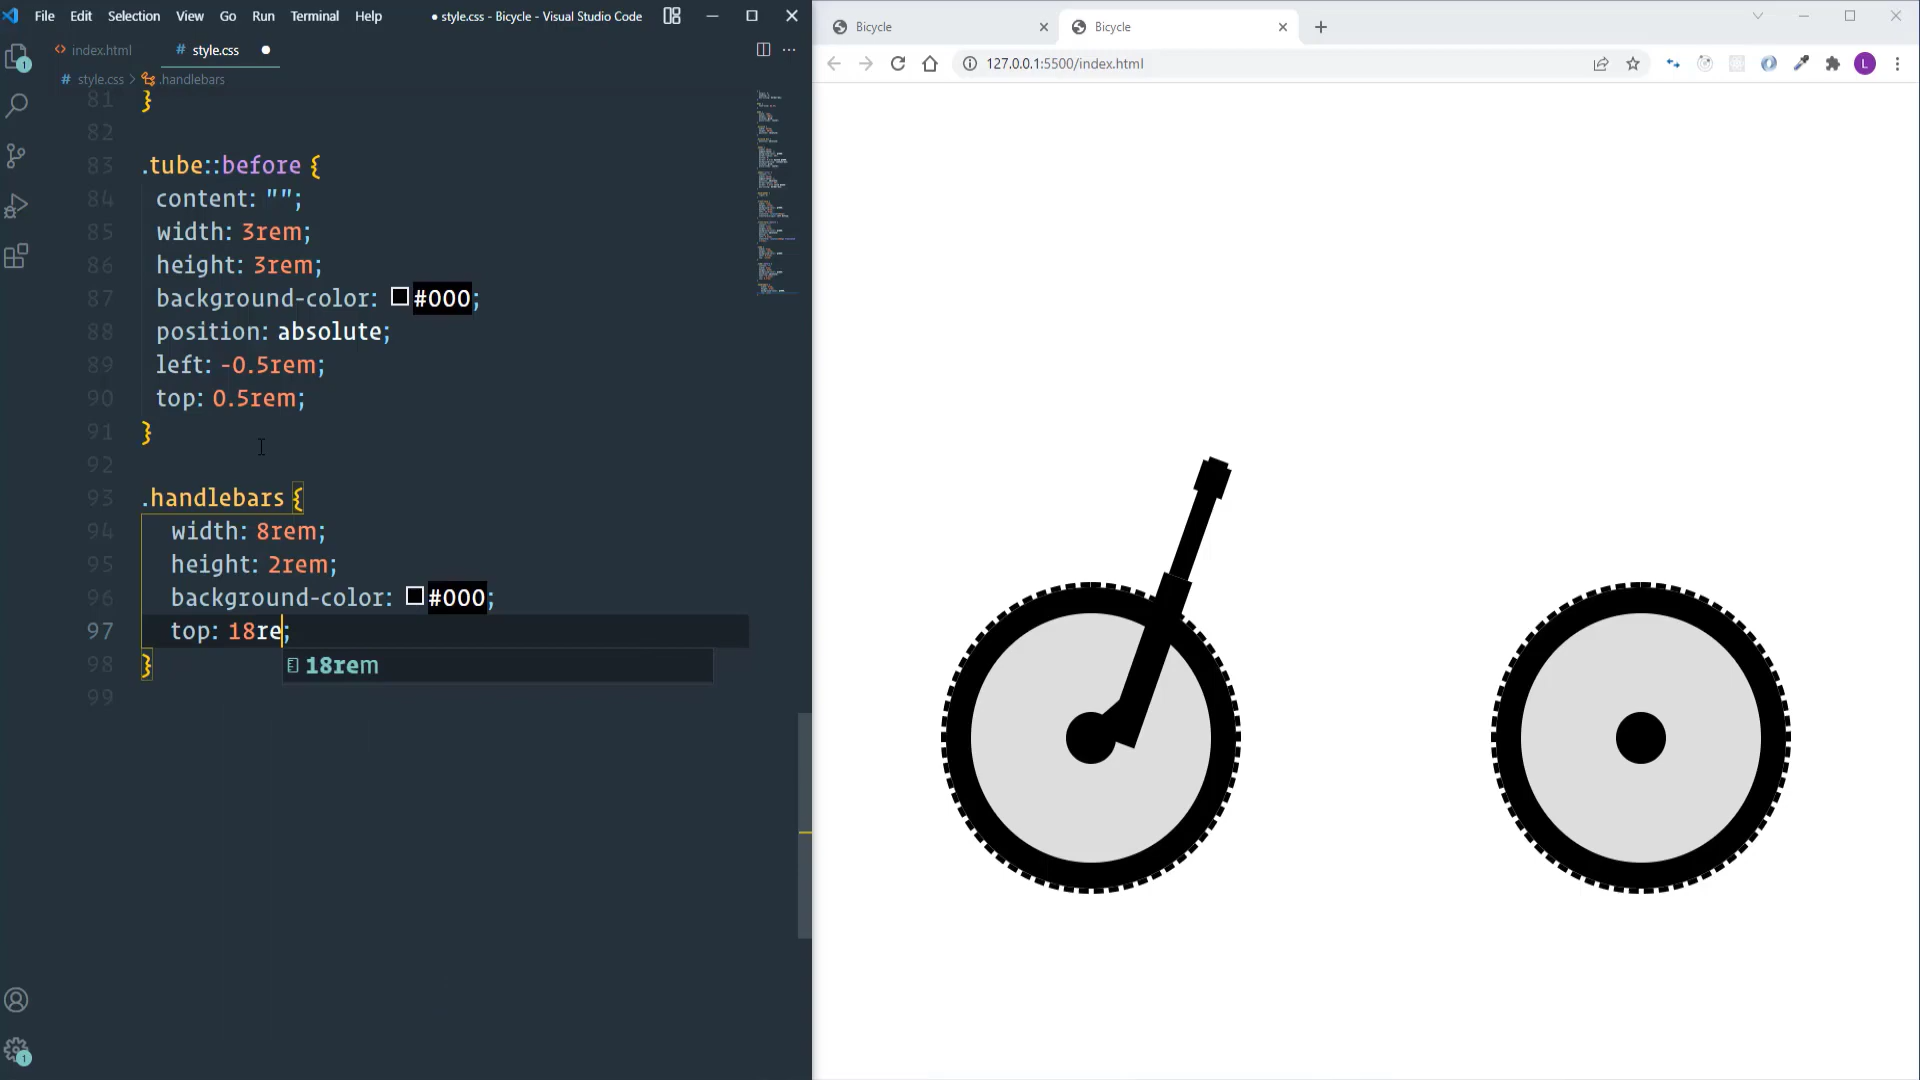 File Edit Selection View Go Run Terminal Help ● style.css - Bicycle - Visual Studio Code
index.html # style.css
# style.css > .handlebars
81 }
82
83 .tube::before {
84 content: "";
85 width: 3rem;
86 height: 3rem;
87 background-color: #000;
88 position: absolute;
89 left: -0.5rem;
90 top: 0.5rem;
91 }
92
93 .handlebars {
94 width: 8rem;
95 height: 2rem;
96 background-color: #000;
97 top: 18re;
18rem
98 }
99
1
1
Bicycle
Bicycle
127.0.0.1:5500/index.html
L